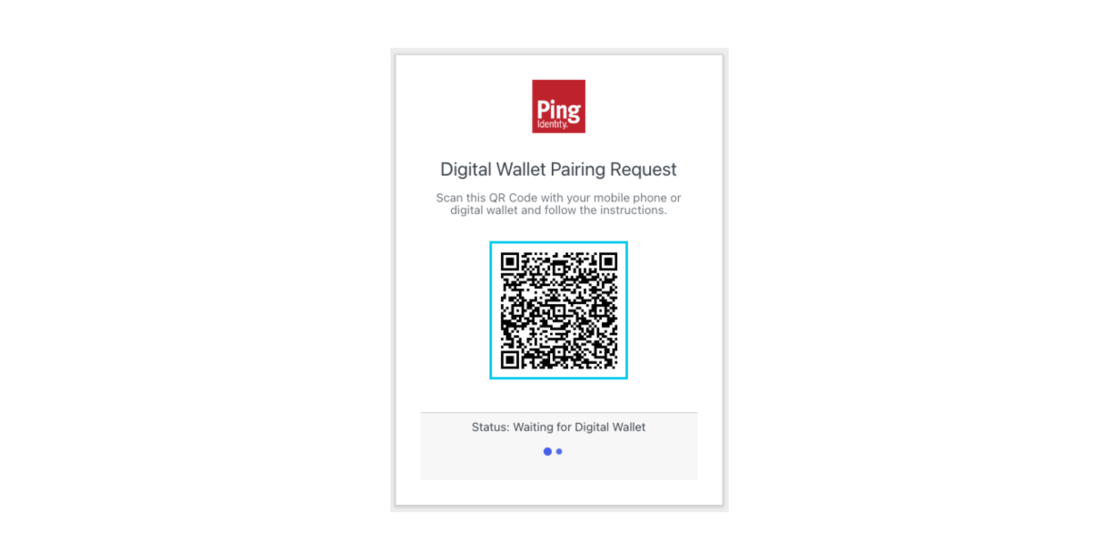 Ping
Identity.
Digital Wallet Pairing Request
Scan this QR Code with your mobile phone or
digital wallet and follow the instructions.
Status: Waiting for Digital Wallet